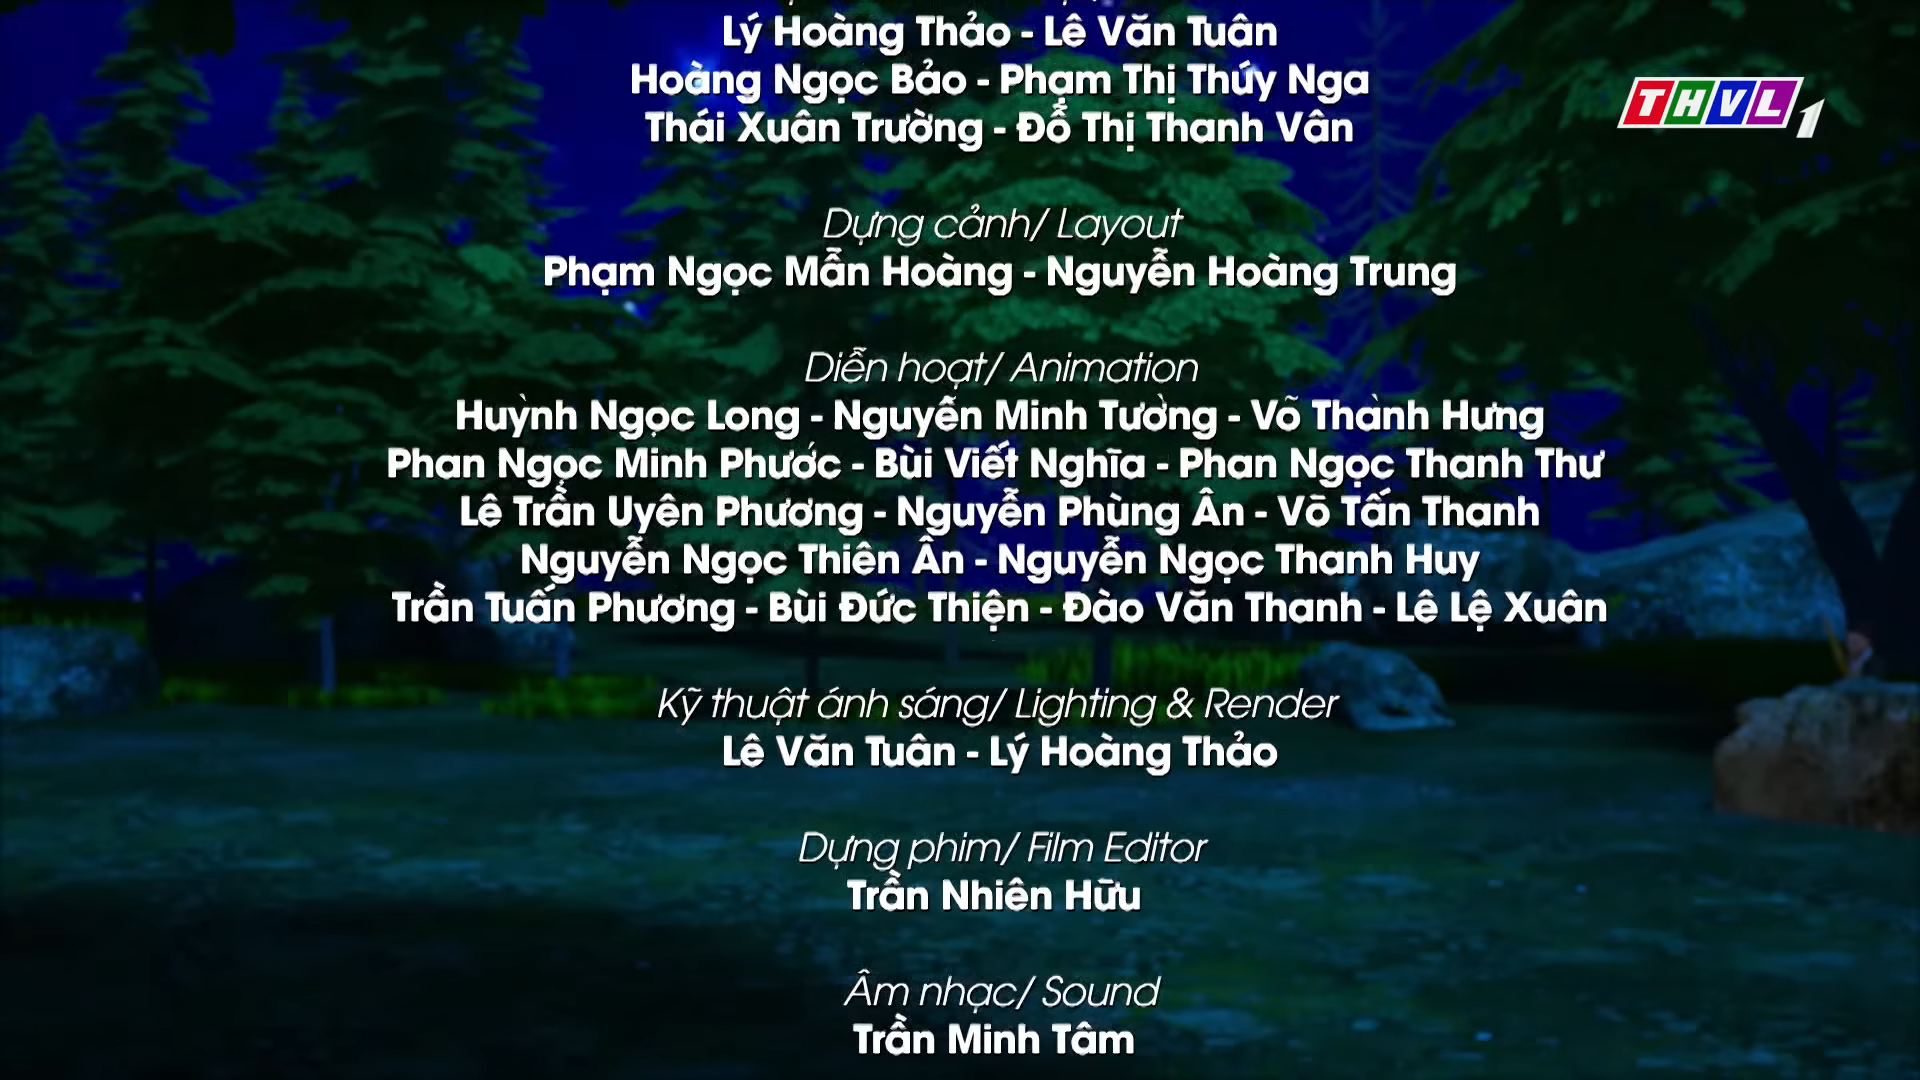 Lý Hoàng Thảo - Lê Văn Tuân
Hoàng Ngọc Bảo - Phạm Thị Thúy Nga
Thái Xuân Trường - Đỗ Thị Thanh Vân
THVL1
Dựng cảnh/ Layout
Phạm Ngọc Mẫn Hoàng - Nguyễn Hoàng Trung
Diễn hoạt/ Animation
Huỳnh Ngọc Long - Nguyễn Minh Tường - Võ Thành Hưng
Phan Ngọc Minh Phước - Bùi Viết Nghĩa - Phan Ngọc Thanh Thư
Lê Trần Uyên Phương - Nguyễn Phùng Ân - Võ Tấn Thanh
Nguyễn Ngọc Thiên Ân - Nguyễn Ngọc Thanh Huy
Trần Tuấn Phương - Bùi Đức Thiện - Đào Văn Thanh - Lê Lệ Xuân
Kỹ thuật ánh sáng/ Lighting & Render
Lê Văn Tuân - Lý Hoàng Thảo
Dựng phim/ Film Editor
Trần Nhiên Hữu
Âm nhạc/ Sound
Trần Minh Tâm